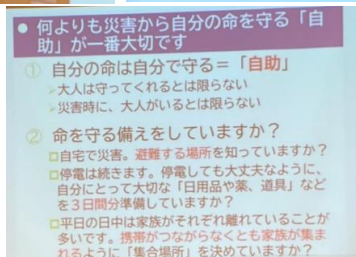 ● 何よりも災害から自分の命を守る「自
助」が一番大切です
① 自分の命は自分で守る＝「自助」
➢大人は守ってくれるとは限らない
➢災害時に、大人がいるとは限らない
② 命を守る備えをしていますか？
□自宅で災害。避難する場所を知っていますか？
□停電は続きます。停電しても大丈夫なように、
自分にとって大切な「日用品や薬、道具」など
を３日間分準備していますか？
□平日の日中は家族がそれぞれ離れていることが
多いです。携帯がつながらなくとも家族が集ま
れるように「集合場所」を決めていますか？